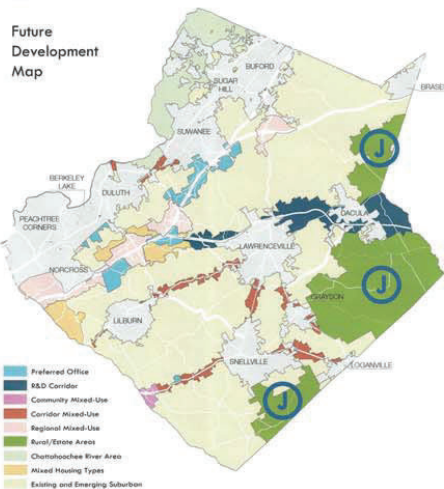 Future
Development
Map
BUFORD
SUGAR
HILL
BRASE
SUWANEE
J
BERKELEY
LAKE
DULUTH
PEACHTREE
CORNERS
DACULA
LAWRENCEVILLE
NORCROSS
J
GRAYSON
LILBURN
SNELLVILLE
LOGANVILLE
J
Preferred Office
R&D Corridor
Community Mixed-Use
Corridor Mixed-Use
Regional Mixed-Use
Rural/Estate Areas
Chattahoochee River Area
Mixed Housing Types
Existing and Emerging Suburban